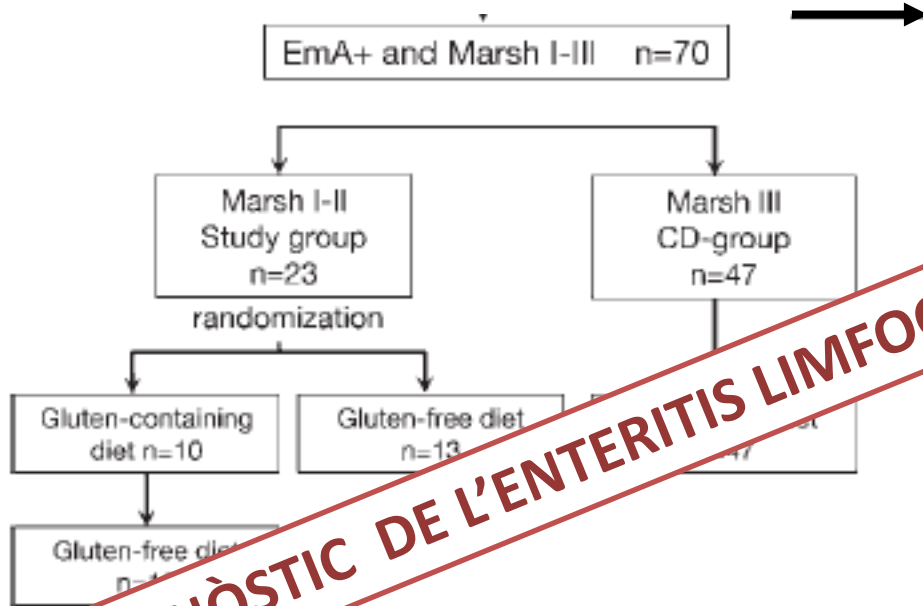 EmA+ and Marsh I-III n=70
Marsh I-II
Study group
n=23
Marsh III
CD-group
n=47
randomization
Gluten-containing
diet n=10
Gluten-free diet
n=13
Gluten-free diet
DE L’ENTERITIS